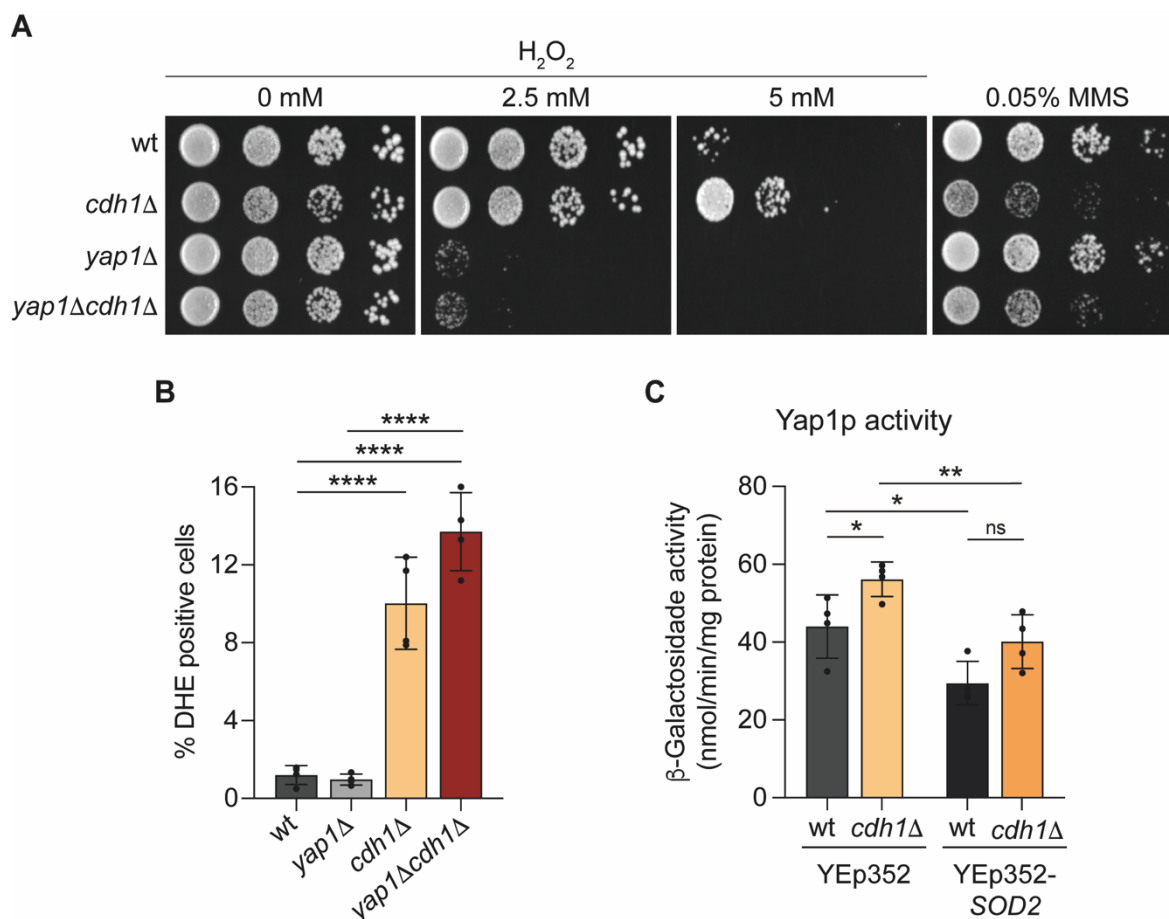 A
H₂O₂
0 mM 2.5 mM 5 mM 0.05% MMS
wt
cdh1Δ
yap1Δ
yap1Δcdh1Δ
B
****
****
****
% DHE positive cells
16
12
8
4
0
wt
yap1Δ
cdh1Δ
yap1Δcdh1Δ
C
Yap1p activity
**
*
*
ns
β-Galactosidade activity
(nmol/min/mg protein)
80
60
40
20
0
wt cdh1Δ wt cdh1Δ
YEp352 YEp352-
SOD2